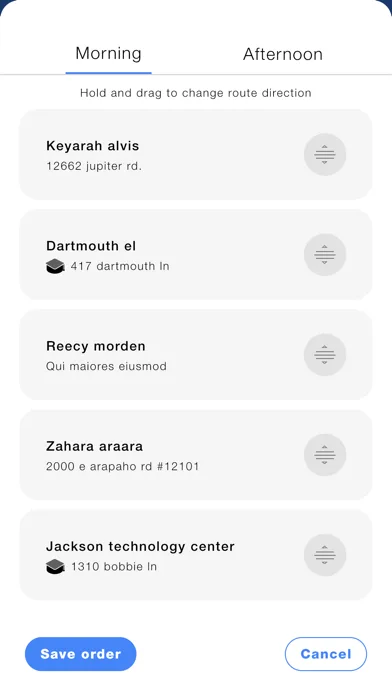 Morning
Afternoon
Hold and drag to change route direction
Keyarah alvis
12662 jupiter rd.
Dartmouth el
417 dartmouth ln
Reecy morden
Qui maiores eiusmod
Zahara araara
2000 e arapaho rd #12101
Jackson technology center
1310 bobbie ln
Save order
Cancel